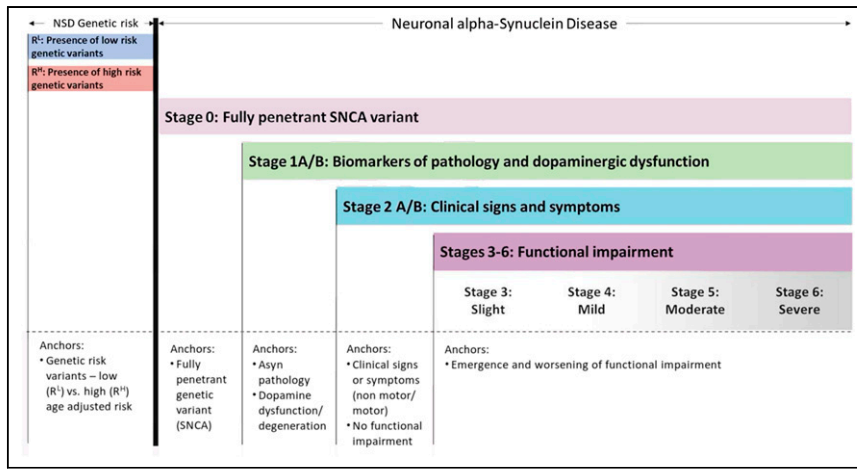 NSD Genetic risk
Neuronal alpha-Synuclein Disease
Rᴸ: Presence of low risk
genetic variants
Rᴴ: Presence of high risk
genetic variants
Stage 0: Fully penetrant SNCA variant
Stage 1A/B: Biomarkers of pathology and dopaminergic dysfunction
Stage 2 A/B: Clinical signs and symptoms
Stages 3-6: Functional impairment
Stage 3:
Slight
Stage 4:
Mild
Stage 5:
Moderate
Stage 6:
Severe
Anchors:
• Genetic risk
variants – low
(Rᴸ) vs. high (Rᴴ)
age adjusted risk
Anchors:
• Fully
penetrant
genetic
variant
(SNCA)
Anchors:
• Asyn
pathology
• Dopamine
dysfunction/
degeneration
Anchors:
• Clinical signs
or symptoms
(non motor/
motor)
• No functional
impairment
Anchors:
• Emergence and worsening of functional impairment